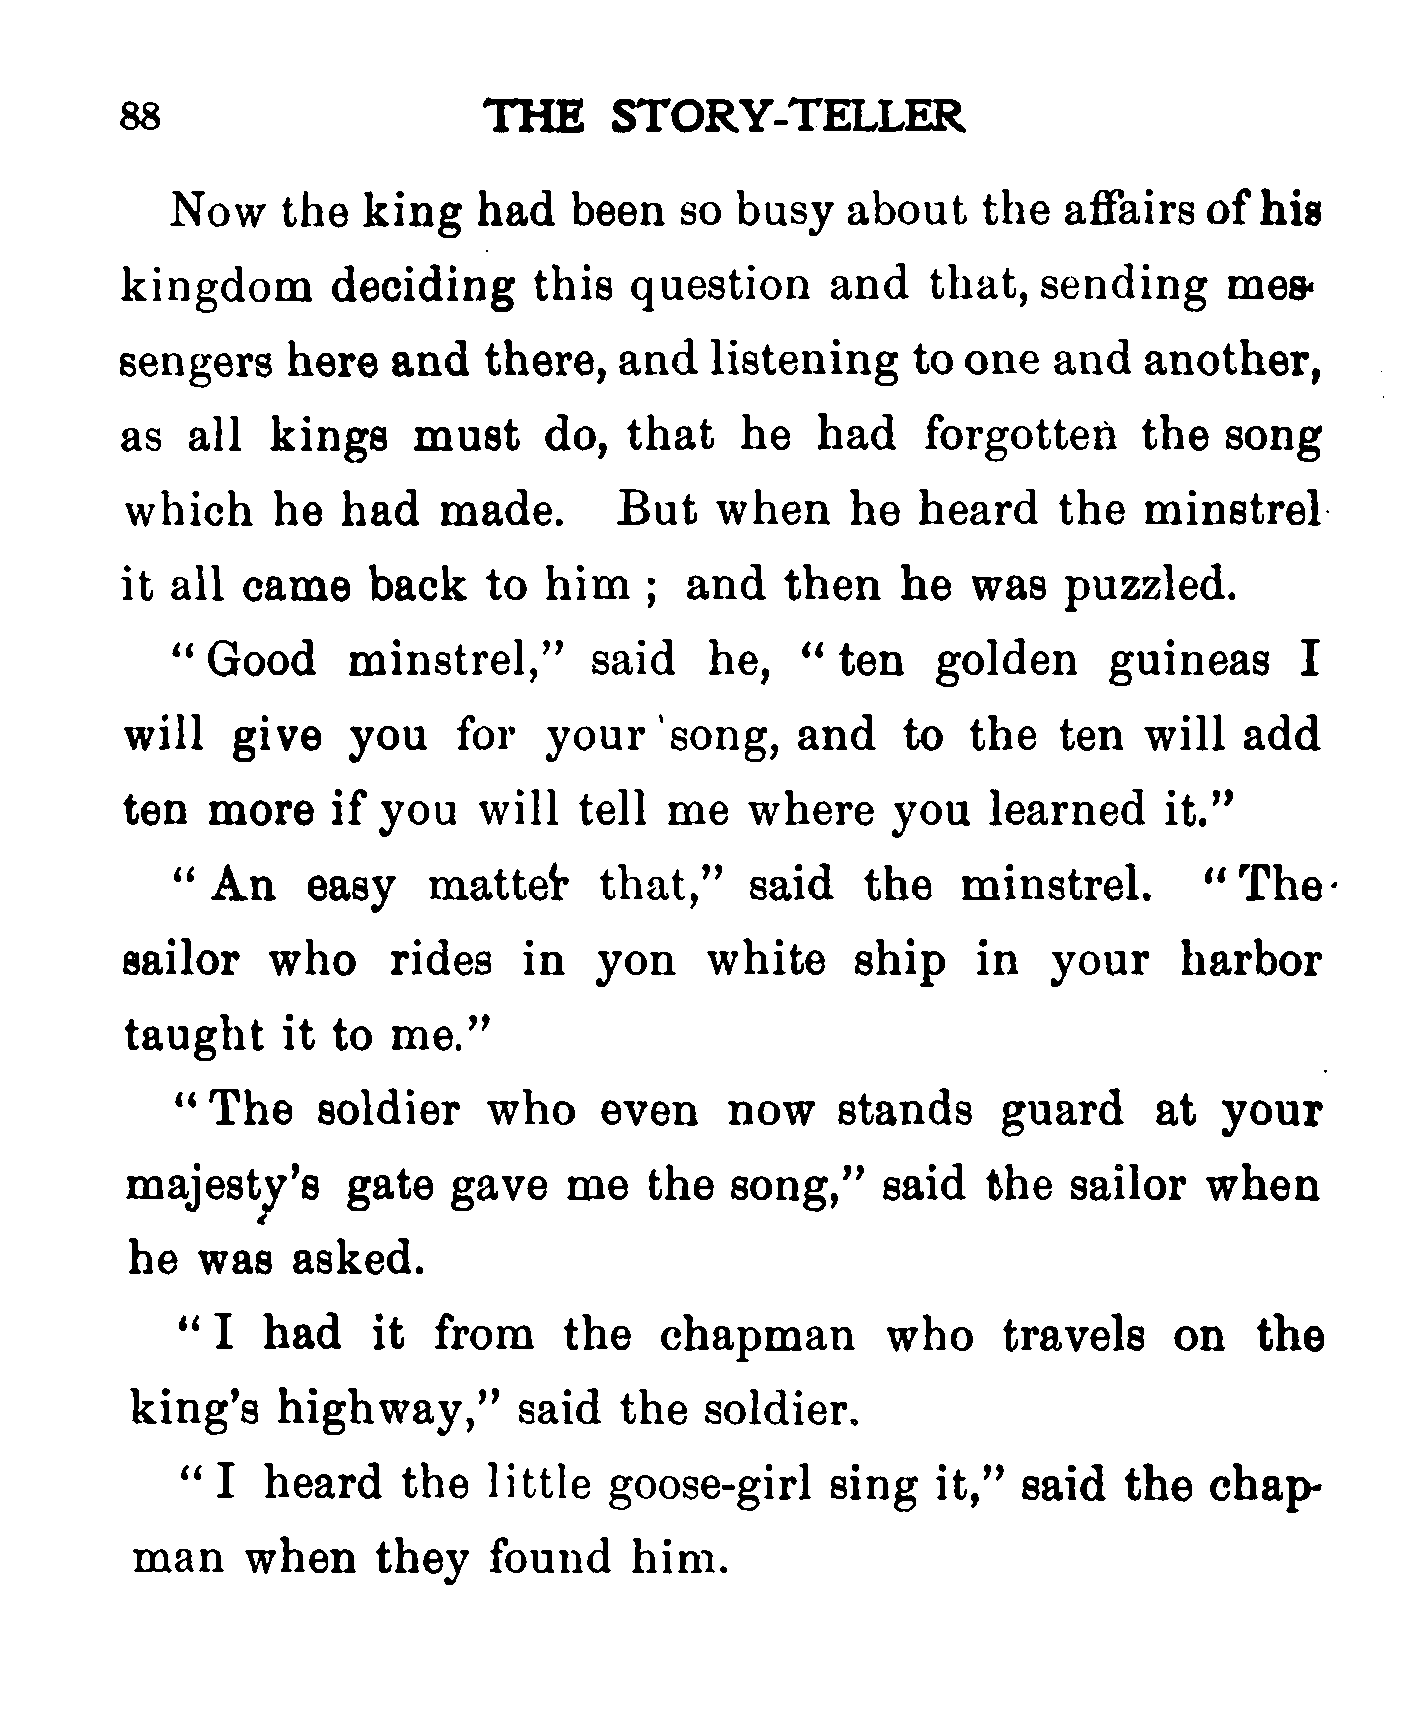 88 THE STORY-TELLER
Now the king had been so busy about the affairs of his
kingdom deciding this question and that, sending mes-
sengers here and there, and listening to one and another,
as all kings must do, that he had forgotten the song
which he had made. But when he heard the minstrel
it all came back to him ; and then he was puzzled.
“ Good minstrel,” said he, “ ten golden guineas I
will give you for your song, and to the ten will add
ten more if you will tell me where you learned it.”
“ An easy matter that,” said the minstrel. “ The
sailor who rides in yon white ship in your harbor
taught it to me.”
“ The soldier who even now stands guard at your
majesty’s gate gave me the song,” said the sailor when
he was asked.
“ I had it from the chapman who travels on the
king’s highway,” said the soldier.
“ I heard the little goose-girl sing it,” said the chap-
man when they found him.